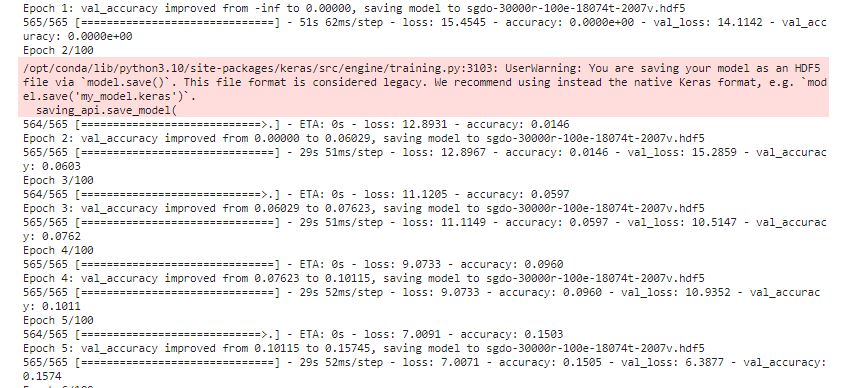 Epoch 1: val_accuracy improved from -inf to 0.00000, saving model to sgdo-30000r-100e-18074t-2007v.hdf5
565/565 [==============================] - 51s 62ms/step - loss: 15.4545 - accuracy: 0.0000e+00 - val_loss: 14.1142 - val_acc
uracy: 0.0000e+00
Epoch 2/100
/opt/conda/lib/python3.10/site-packages/keras/src/engine/training.py:3103: UserWarning: You are saving your model as an HDF5
file via `model.save()`. This file format is considered legacy. We recommend using instead the native Keras format, e.g. `mod
el.save('my_model.keras')`.
saving_api.save_model(
564/565 [============================>.] - ETA: 0s - loss: 12.8931 - accuracy: 0.0146
Epoch 2: val_accuracy improved from 0.00000 to 0.06029, saving model to sgdo-30000r-100e-18074t-2007v.hdf5
565/565 [==============================] - 29s 51ms/step - loss: 12.8967 - accuracy: 0.0146 - val_loss: 15.2859 - val_accurac
y: 0.0603
Epoch 3/100
564/565 [============================>.] - ETA: 0s - loss: 11.1205 - accuracy: 0.0597
Epoch 3: val_accuracy improved from 0.06029 to 0.07623, saving model to sgdo-30000r-100e-18074t-2007v.hdf5
565/565 [==============================] - 29s 51ms/step - loss: 11.1149 - accuracy: 0.0597 - val_loss: 10.5147 - val_accurac
y: 0.0762
Epoch 4/100
565/565 [==============================] - ETA: 0s - loss: 9.0733 - accuracy: 0.0960
Epoch 4: val_accuracy improved from 0.07623 to 0.10115, saving model to sgdo-30000r-100e-18074t-2007v.hdf5
565/565 [==============================] - 29s 52ms/step - loss: 9.0733 - accuracy: 0.0960 - val_loss: 10.9352 - val_accurac
y: 0.1011
Epoch 5/100
564/565 [============================>.] - ETA: 0s - loss: 7.0091 - accuracy: 0.1503
Epoch 5: val_accuracy improved from 0.10115 to 0.15745, saving model to sgdo-30000r-100e-18074t-2007v.hdf5
565/565 [==============================] - 29s 52ms/step - loss: 7.0071 - accuracy: 0.1505 - val_loss: 6.3877 - val_accuracy:
0.1574